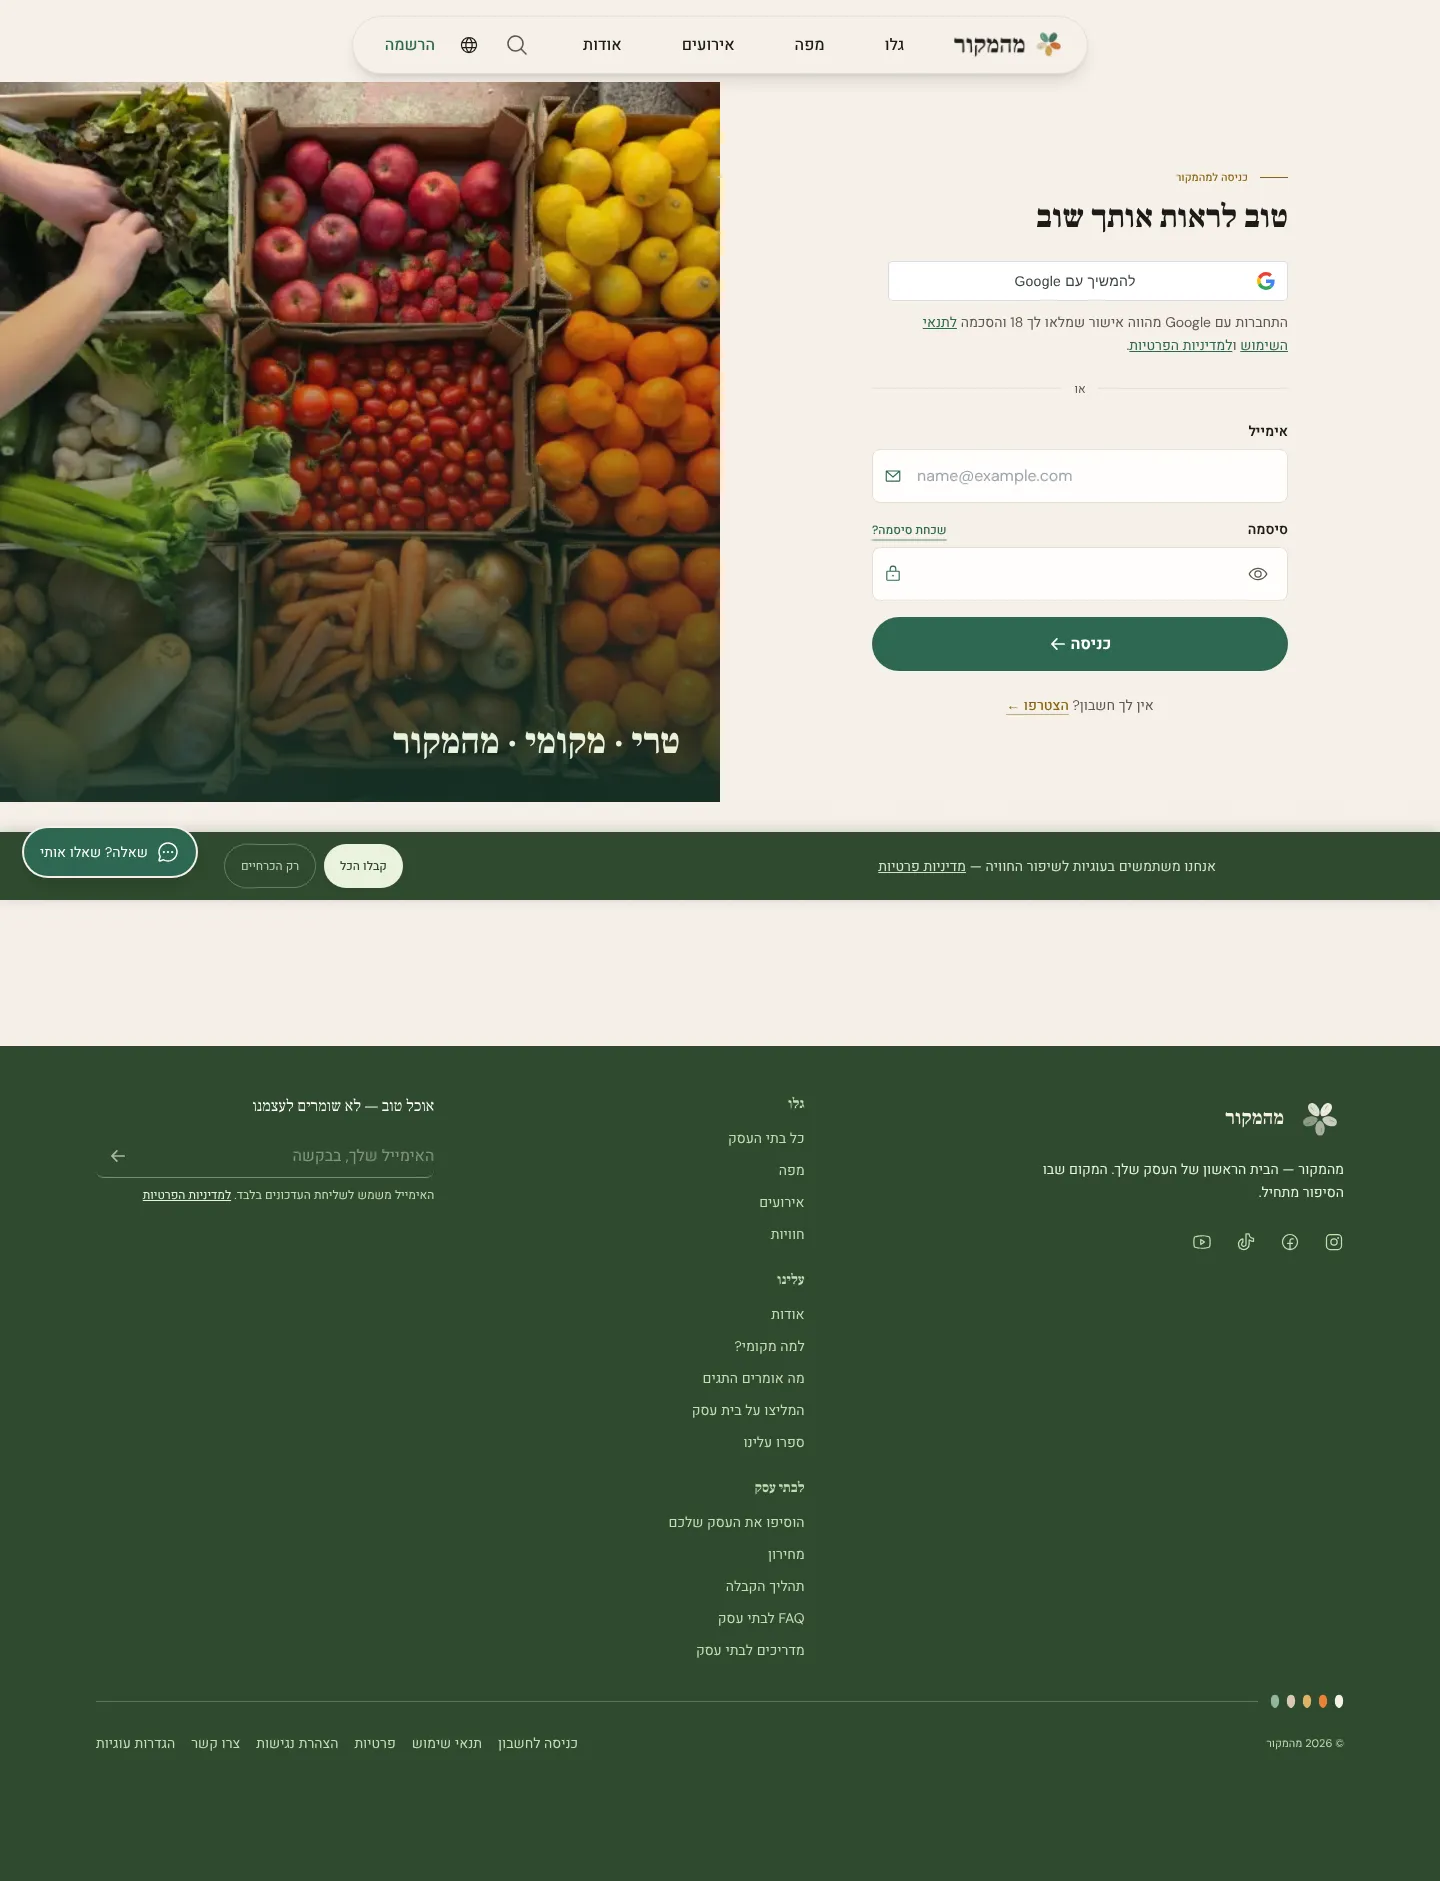 מהמקור
גלו
מפה
אירועים
אודות
הרשמה
כניסה למהמקור
טוב לראות אותך שוב
להמשיך עם Google
התחברות עם Google מהווה אישור שמלאו לך 18 והסכמה לתנאי
השימוש ולמדיניות הפרטיות.
או
אימייל
name@example.com
סיסמה
שכחת סיסמה?
כניסה ←
אין לך חשבון? הצטרפו ←
טרי · מקומי · מהמקור
אנחנו משתמשים בעוגיות לשיפור החוויה — מדיניות פרטיות
קבלו הכל
רק הכרחיים
שאלה? שאלו אותי
מהמקור
מהמקור — הבית הראשון של העסק שלך. המקום שבו
הסיפור מתחיל.
גלו
כל בתי העסק
מפה
אירועים
חוויות
עלינו
אודות
למה מקומי?
מה אומרים התגים
המליצו על בית עסק
ספרו עלינו
לבתי עסק
הוסיפו את העסק שלכם
מחירון
תהליך הקבלה
FAQ לבתי עסק
מדריכים לבתי עסק
אוכל טוב — לא שומרים לעצמנו
האימייל שלך, בבקשה
האימייל משמש לשליחת העדכונים בלבד. למדיניות הפרטיות
© 2026 מהמקור
כניסה לחשבון
תנאי שימוש
פרטיות
הצהרת נגישות
צרו קשר
הגדרות עוגיות